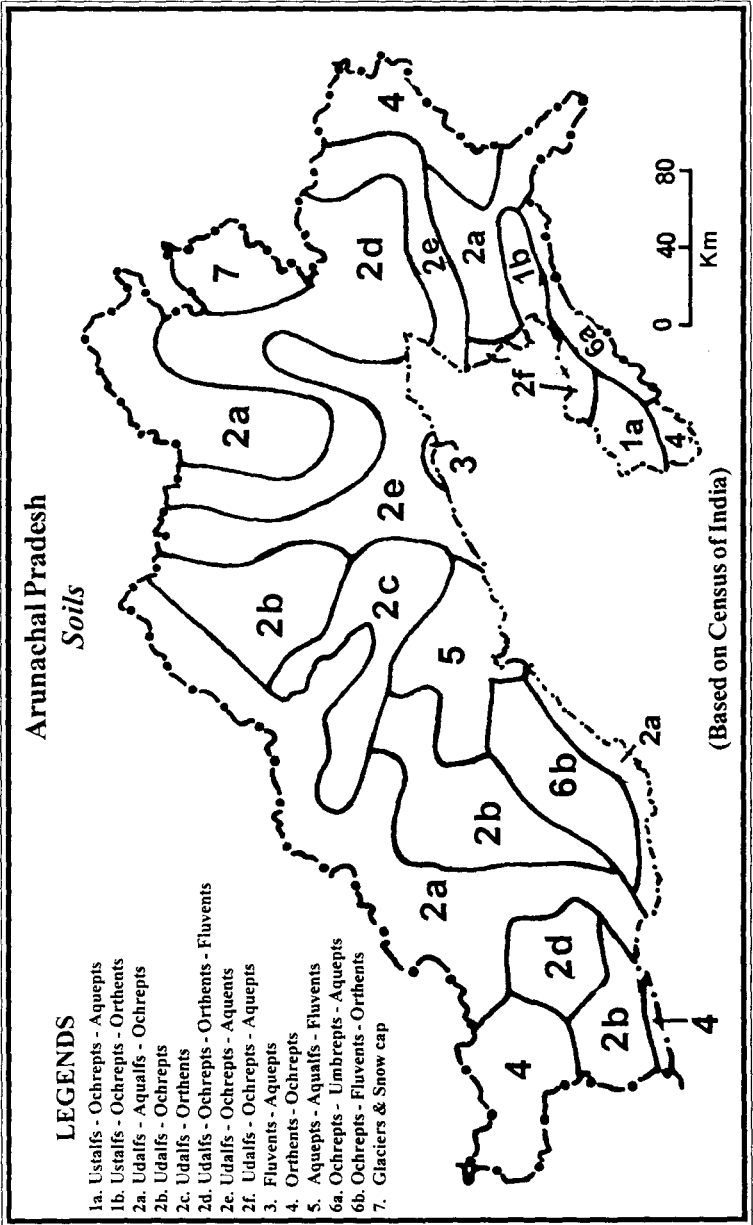 Arunachal Pradesh
Soils
LEGENDS
1a. Ustalfs - Ochrepts - Aquepts
1b. Ustalfs - Ochrepts - Orthents
2a. Udalfs - Aqualfs - Ochrepts
2b. Udalfs - Ochrepts
2c. Udalfs - Orthents
2d. Udalfs - Ochrepts - Orthents - Fluvents
2e. Udalfs - Ochrepts - Aquents
2f. Udalfs - Ochrepts - Aquepts
3. Fluvents - Aquepts
4. Orthents - Ochrepts
5. Aquepts - Aqualfs - Fluvents
6a. Ochrepts - Umbrepts - Aquepts
6b. Ochrepts - Fluvents - Orthents
7. Glaciers & Snow cap
7
4
2a
2d
2b
2e
2e
2a
2c
2e
1b
5
3
2f
6a
2a
2b
1a
6b
4
4
2d
2b
2a
4
0 40 80
Km
(Based on Census of India)